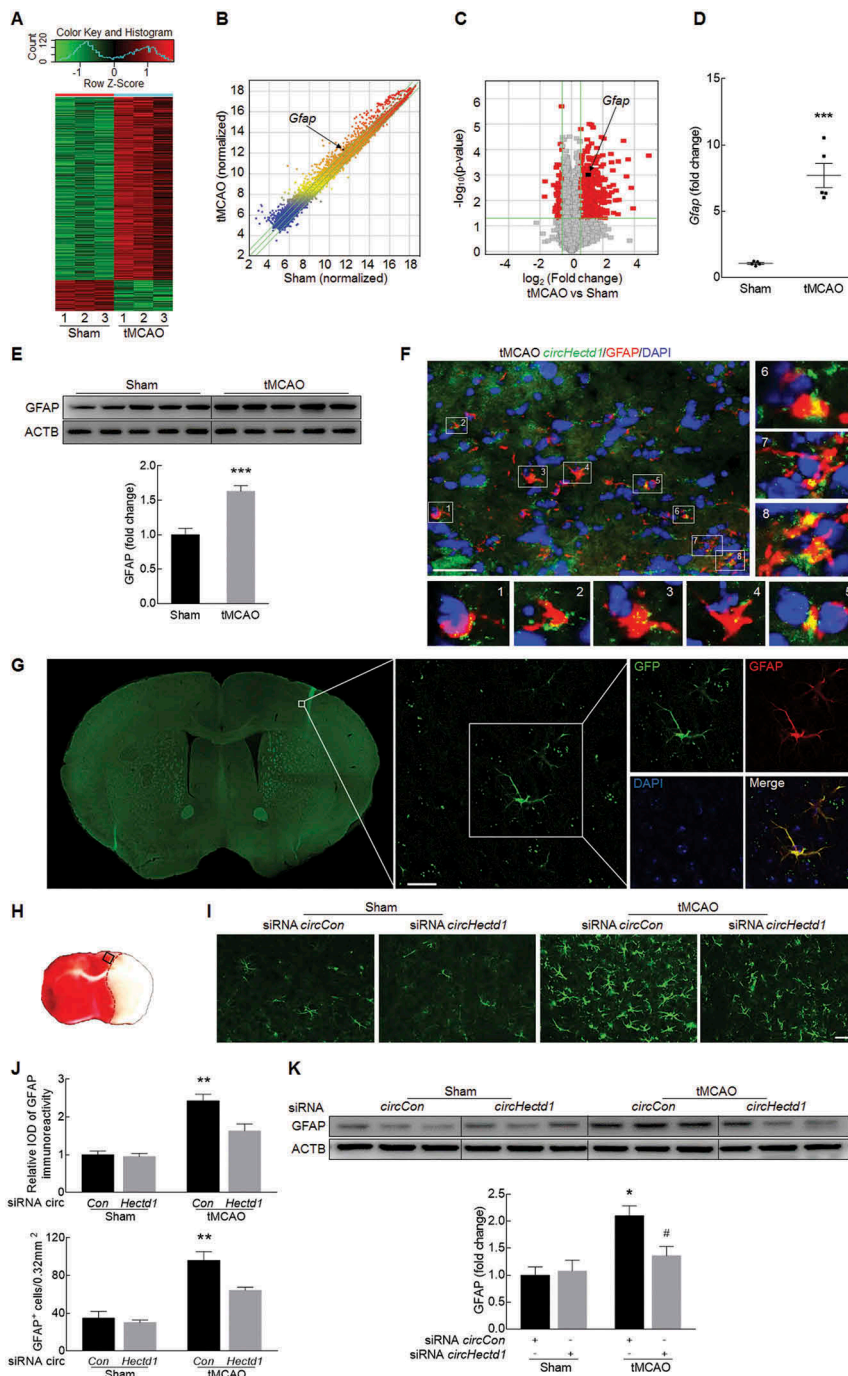 A
Color Key and Histogram
Count
0 120
-1 0 1
Row Z-Score
1 2 3 1 2 3
Sham tMCAO
B
tMCAO (normalized)
18
16
14
12
10
8
6
4
2
Gfap
2 4 6 8 10 12 14 16 18
Sham (normalized)
C
-log10(p-value)
6
5
4
3
2
1
0
Gfap
-4 -2 0 2 4
log2 (Fold change)
tMCAO vs Sham
D
Gfap (fold change)
15
10
5
0
***
Sham tMCAO
E
Sham tMCAO
GFAP
ACTB
GFAP (fold change)
2.0
1.5
1.0
0.5
0.0
***
Sham tMCAO
F
tMCAO circHectd1/GFAP/DAPI
2
3
4
5
1
6
7
8
6
7
8
1 2 3 4 5
G
GFP GFAP
DAPI Merge
H
I
Sham tMCAO
siRNA circCon siRNA circHectd1 siRNA circCon siRNA circHectd1
J
Relative IOD of GFAP
immunoreactivity
3
2
1
0
**
siRNA circ Con Hectd1 Con Hectd1
Sham tMCAO
GFAP+ cells/0.32mm2
120
80
40
0
**
siRNA circ Con Hectd1 Con Hectd1
Sham tMCAO
K
Sham tMCAO
siRNA circCon circHectd1 circCon circHectd1
GFAP
ACTB
GFAP (fold change)
2.5
2.0
1.5
1.0
0.5
0.0
*
#
siRNA circCon + - + -
siRNA circHectd1 - + - +
Sham tMCAO